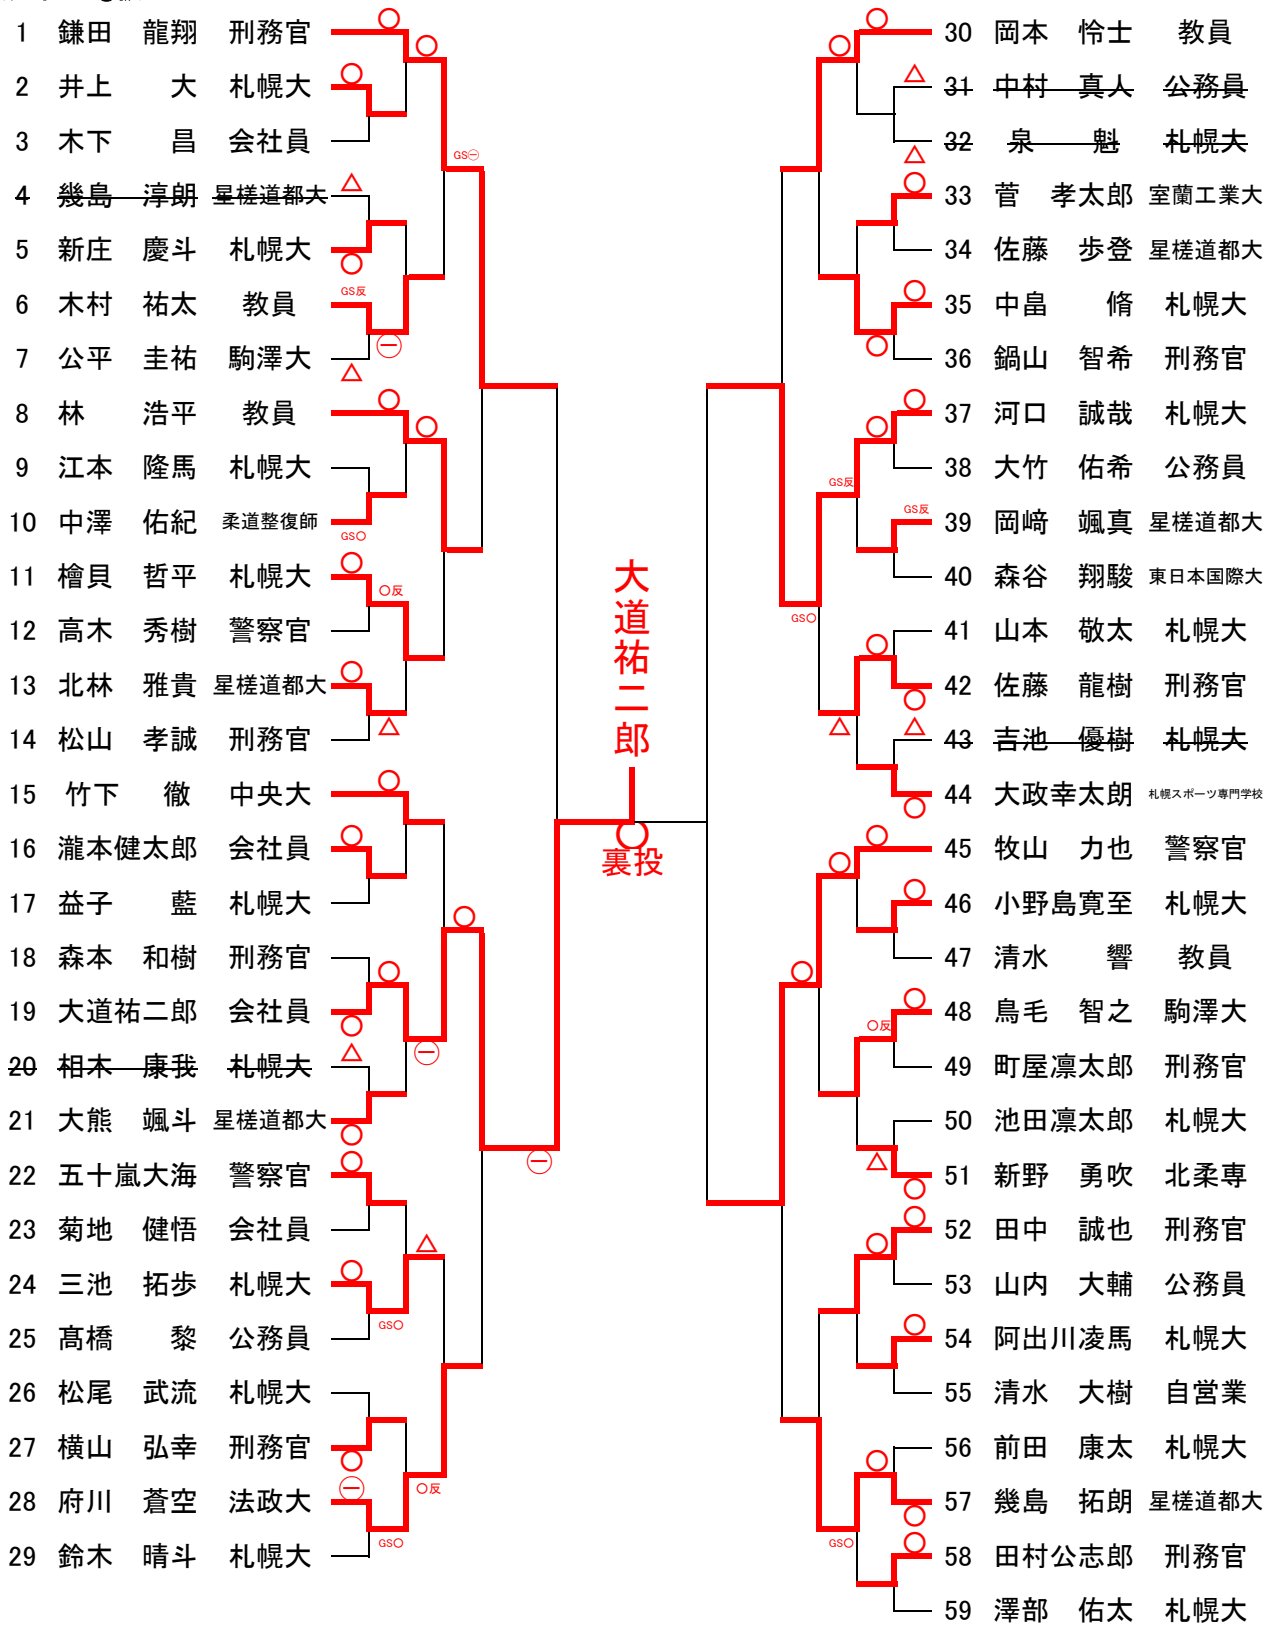 1 鎌田 龍翔 刑務官
2 井上 大 札幌大
3 木下 昌 会社員
4 幾島 淳朗 星槎道都大
5 新庄 慶斗 札幌大
6 木村 祐太 教員
7 公平 圭祐 駒澤大
8 林 浩平 教員
9 江本 隆馬 札幌大
10 中澤 佑紀 柔道整復師
11 檜貝 哲平 札幌大
12 高木 秀樹 警察官
13 北林 雅貴 星槎道都大
14 松山 孝誠 刑務官
15 竹下 徹 中央大
16 瀧本健太郎 会社員
17 益子 藍 札幌大
18 森本 和樹 刑務官
19 大道祐二郎 会社員
20 相木 康我 札幌大
21 大熊 颯斗 星槎道都大
22 五十嵐大海 警察官
23 菊地 健悟 会社員
24 三池 拓歩 札幌大
25 髙橋 黎 公務員
26 松尾 武流 札幌大
27 横山 弘幸 刑務官
28 府川 蒼空 法政大
29 鈴木 晴斗 札幌大
GS㊀
GS反
GS〇
〇反
GS〇
〇反
GS〇
大道祐二郎
裏投
30 岡本 怜士 教員
31 中村 真人 公務員
32 泉 魁 札幌大
33 菅 孝太郎 室蘭工業大
34 佐藤 歩登 星槎道都大
35 中畠 脩 札幌大
36 鍋山 智希 刑務官
37 河口 誠哉 札幌大
38 大竹 佑希 公務員
39 岡﨑 颯真 星槎道都大
40 森谷 翔駿 東日本国際大
41 山本 敬太 札幌大
42 佐藤 龍樹 刑務官
43 吉池 優樹 札幌大
44 大政幸太朗 札幌スポーツ専門学校
45 牧山 力也 警察官
46 小野島寛至 札幌大
47 清水 響 教員
48 鳥毛 智之 駒澤大
49 町屋凛太郎 刑務官
50 池田凛太郎 札幌大
51 新野 勇吹 北柔専
52 田中 誠也 刑務官
53 山内 大輔 公務員
54 阿出川凌馬 札幌大
55 清水 大樹 自営業
56 前田 康太 札幌大
57 幾島 拓朗 星槎道都大
58 田村公志郎 刑務官
59 澤部 佑太 札幌大
GS反
GS反
GS〇
〇反
GS〇